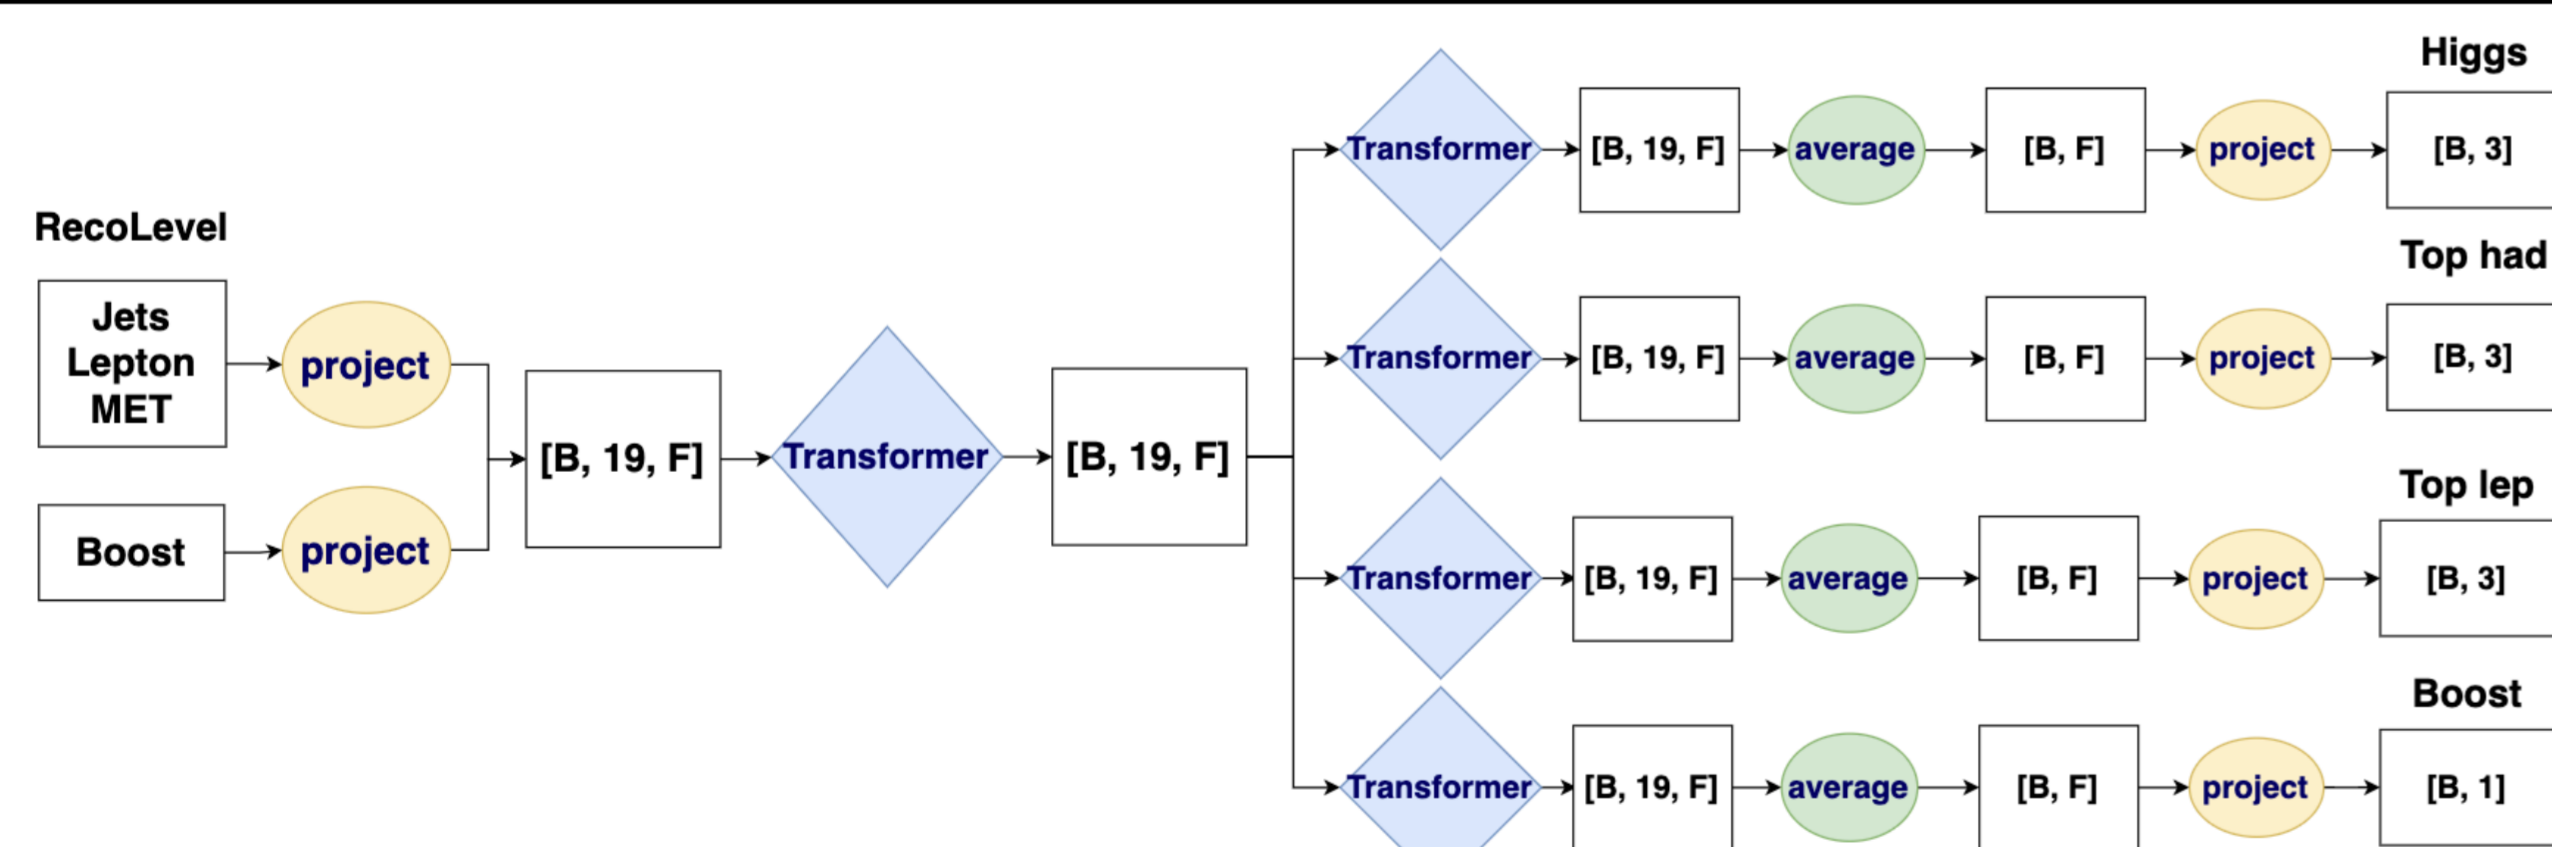 RecoLevel
Jets
Lepton
MET
project
Boost
project
[B, 19, F]
Transformer
[B, 19, F]
Higgs
Transformer
[B, 19, F]
average
[B, F]
project
[B, 3]
Top had
Transformer
[B, 19, F]
average
[B, F]
project
[B, 3]
Top lep
Transformer
[B, 19, F]
average
[B, F]
project
[B, 3]
Boost
Transformer
[B, 19, F]
average
[B, F]
project
[B, 1]